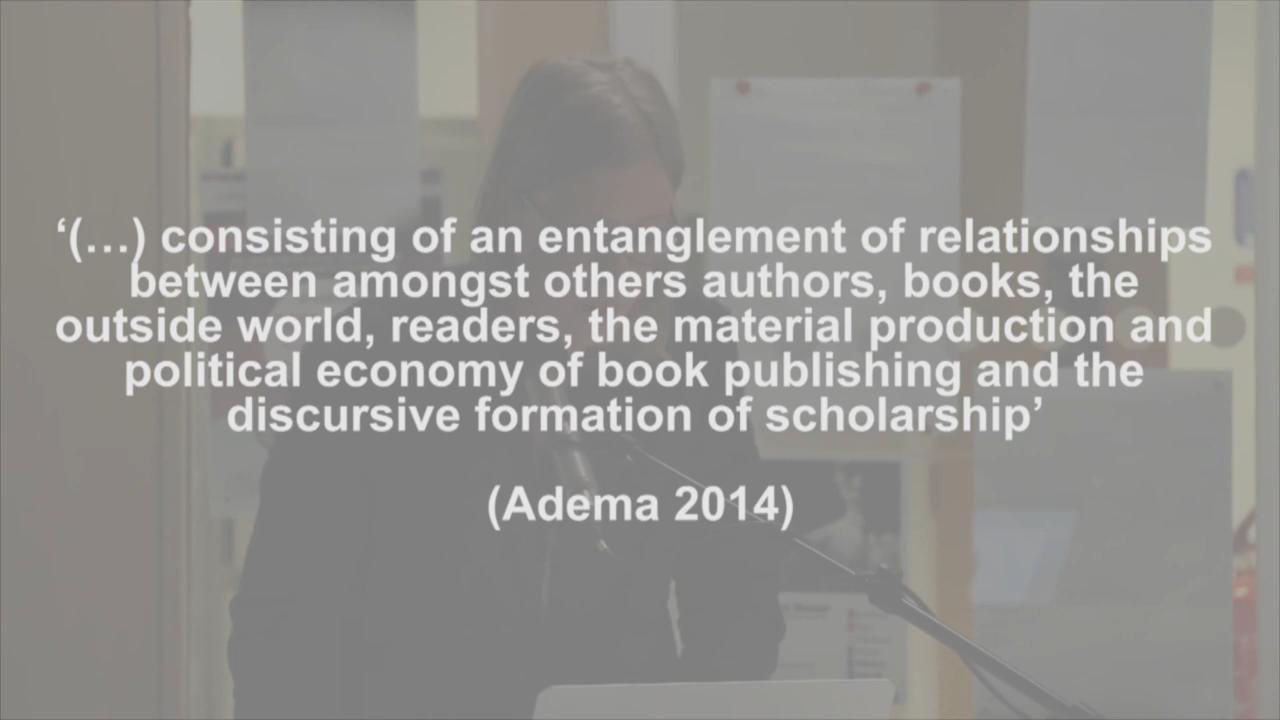 ‘(…) consisting of an entanglement of relationships
between amongst others authors, books, the
outside world, readers, the material production and
political economy of book publishing and the
discursive formation of scholarship’
(Adema 2014)